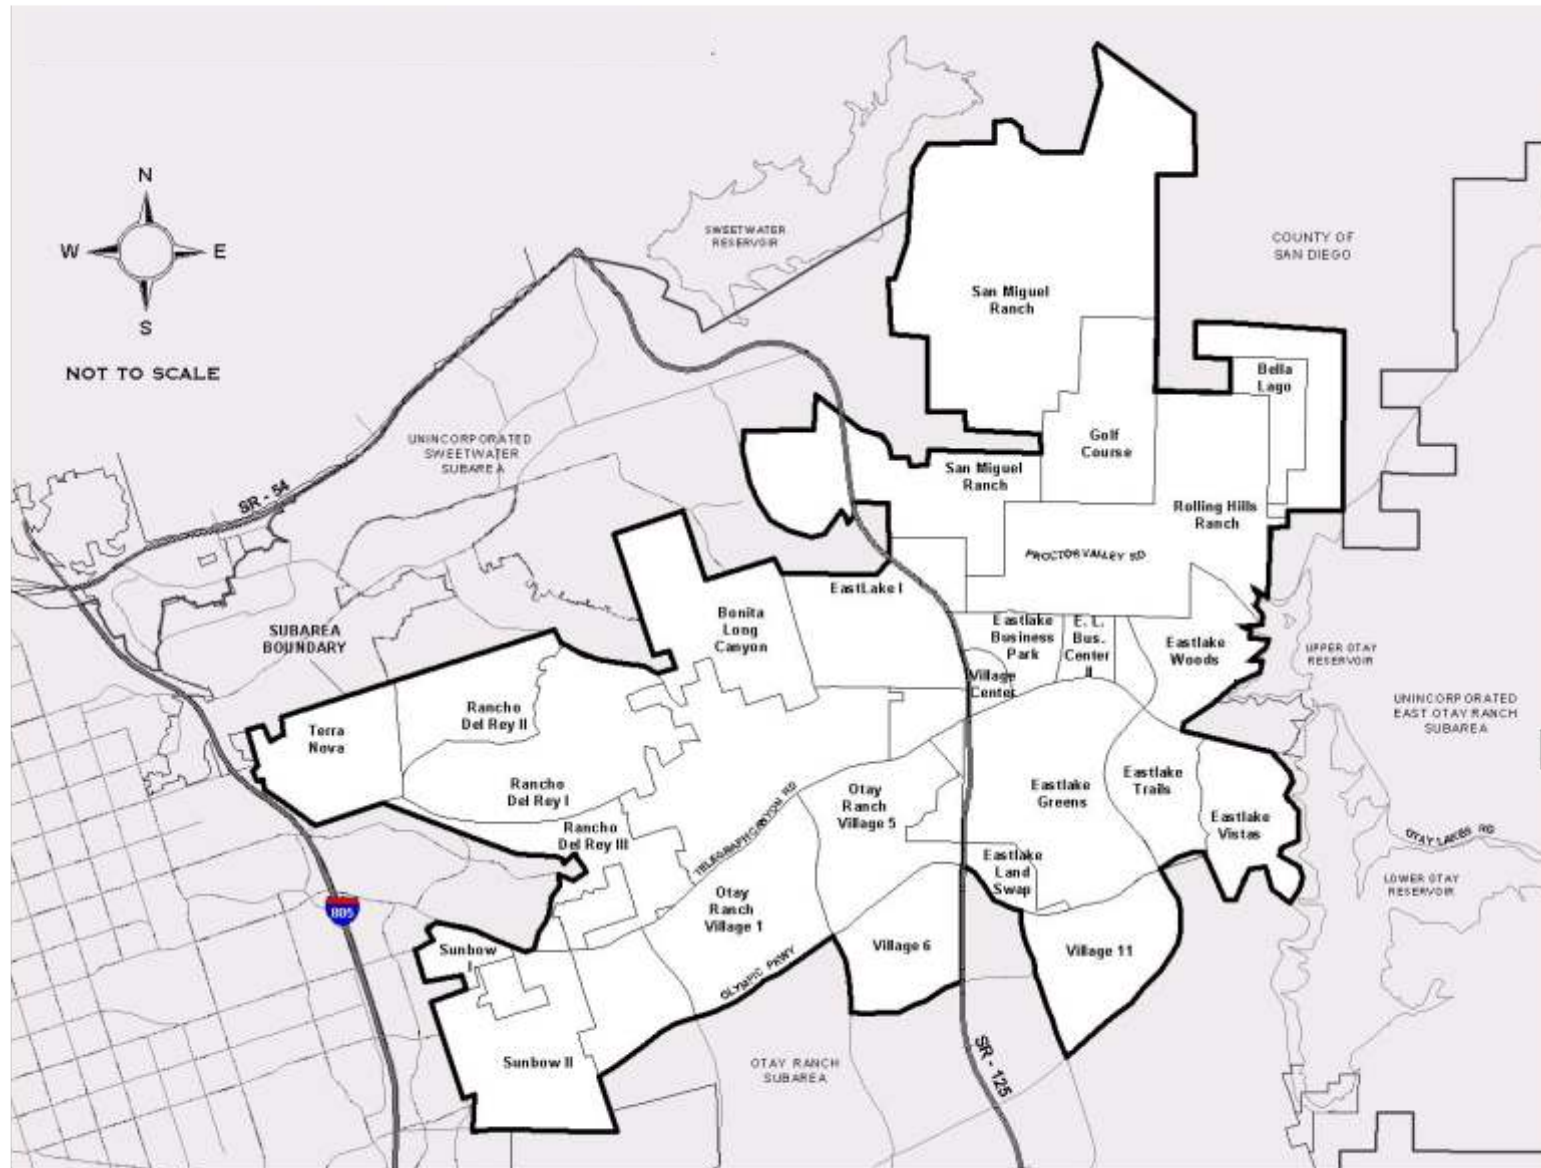 N
W
E
S
NOT TO SCALE
SWEETWATER
RESERVOIR
COUNTY OF
SAN DIEGO
San Miguel
Ranch
Bella
Lago
Golf
Course
UNINCORPORATED
SWEETWATER
SUBAREA
San Miguel
Ranch
SR - 54
Rolling Hills
Ranch
PROCTOR VALLEY RD
EastLake I
Bonita
Long
Canyon
SUBAREA
BOUNDARY
Eastlake
Business
Park
E. L.
Bus.
Center
II
Eastlake
Woods
UPPER OTAY
RESERVOIR
Village
Center
UNINCORPORATED
EAST OTAY RANCH
SUBAREA
Rancho
Del Rey II
Terra
Nova
Rancho
Del Rey I
Otay
Ranch
Village 5
Eastlake
Greens
Eastlake
Trails
Eastlake
Vistas
TELEGRAPH CANYON RD
OTAY LAKES RD
Rancho
Del Rey III
Eastlake
Land
Swap
LOWER OTAY
RESERVOIR
Otay
Ranch
Village 1
805
Sunbow
I
Village 6
Village 11
OLYMPIC PKWY
Sunbow II
OTAY RANCH
SUBAREA
SR - 125